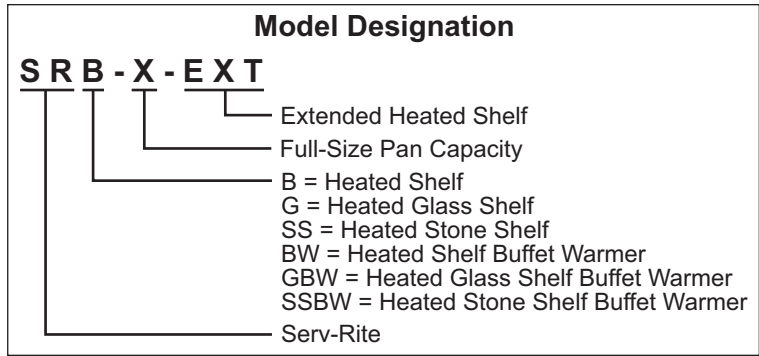 Model Designation
S R B - X - E X T
Extended Heated Shelf
Full-Size Pan Capacity
B = Heated Shelf
G = Heated Glass Shelf
SS = Heated Stone Shelf
BW = Heated Shelf Buffet Warmer
GBW = Heated Glass Shelf Buffet Warmer
SSBW = Heated Stone Shelf Buffet Warmer
Serv-Rite